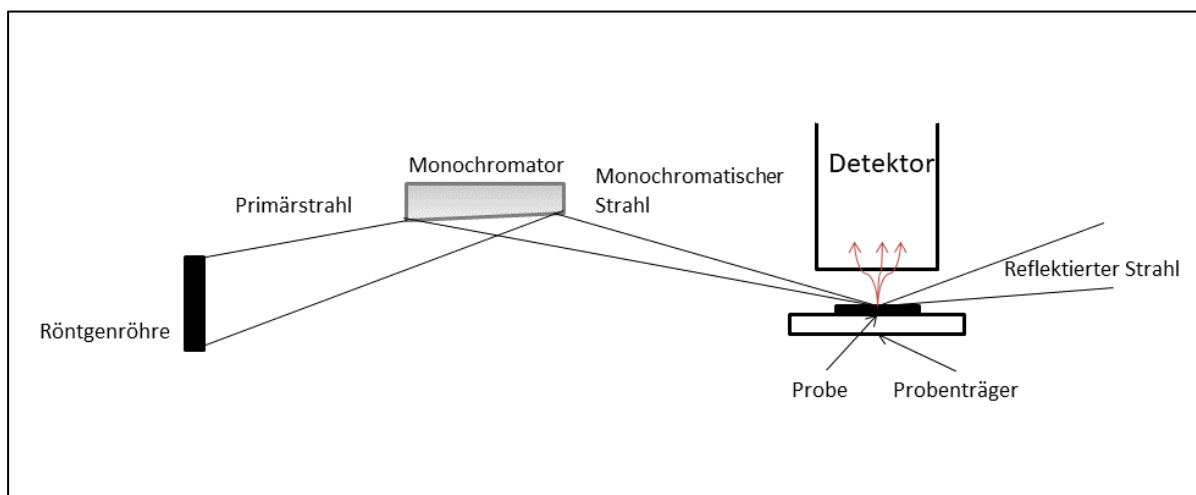 Monochromator
Monochromatischer
Strahl
Primärstrahl
Detektor
Reflektierter Strahl
Röntgenröhre
Probe
Probenträger